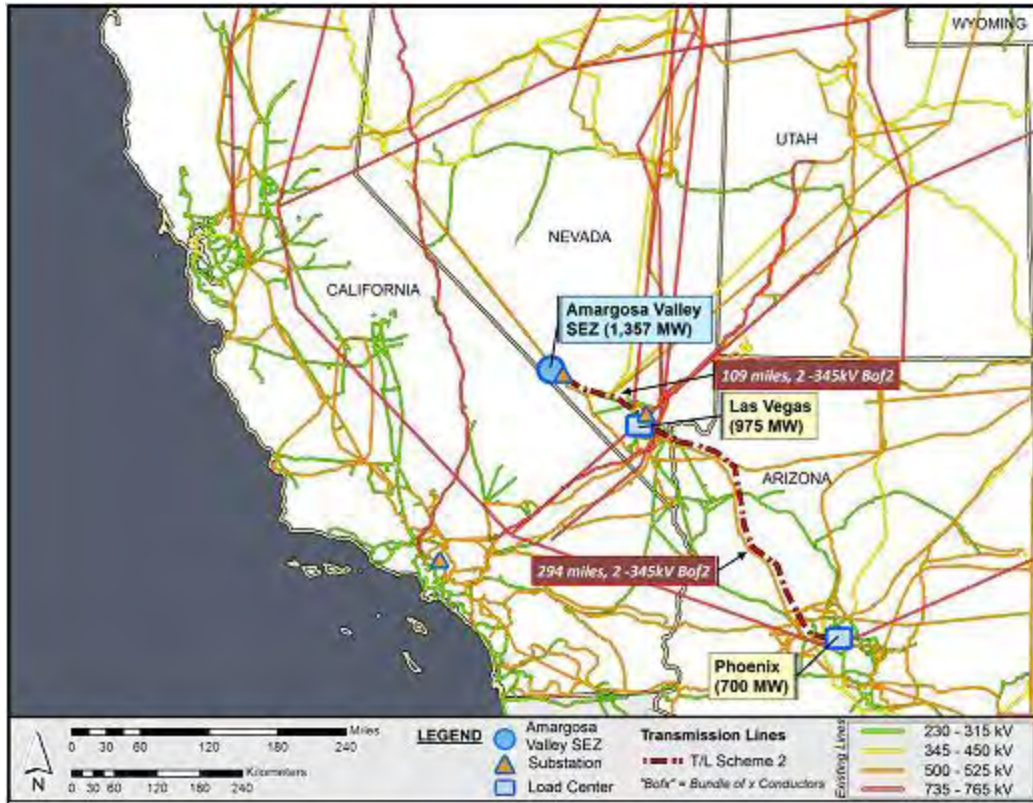 WYOMING
UTAH
NEVADA
CALIFORNIA
Amargosa Valley
SEZ (1,357 MW)
109 miles, 2 -345kV Bof2
Las Vegas
(975 MW)
ARIZONA
294 miles, 2 -345kV Bof2
Phoenix
(700 MW)
Miles
0 30 60 120 180 240
Kilometers
0 30 60 120 180 240
N
LEGEND
Amargosa
Valley SEZ
Substation
Load Center
Transmission Lines
T/L Scheme 2
"Bofx" = Bundle of x Conductors
Existing Lines
230 - 315 kV
345 - 450 kV
500 - 525 kV
735 - 765 kV